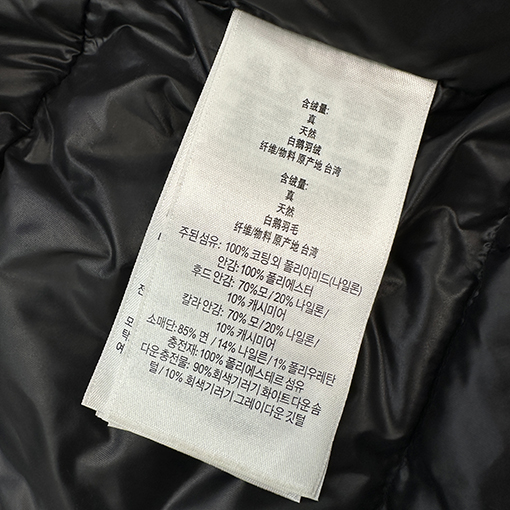 含绒量:
真
天然
白鹅羽绒
纤维/物料 原产地 台湾
含绒量:
真
天然
白鹅羽毛
纤维/物料 原产地 台湾
주된섬유: 100% 코팅 외 폴리아미드(나일론)
안감: 100% 폴리에스터
후드 안감: 70%모 / 20% 나일론 /
10% 캐시미어
칼라 안감: 70% 모 / 20% 나일론 /
10% 캐시미어
소매단: 85% 면 / 14% 나일론 / 1% 폴리우레탄
충전재: 100% 폴리에스테르 섬유
다운충전물: 90%회색기러기 화이트다운 솜
털 / 10% 회색기러기 그레이다운 깃털